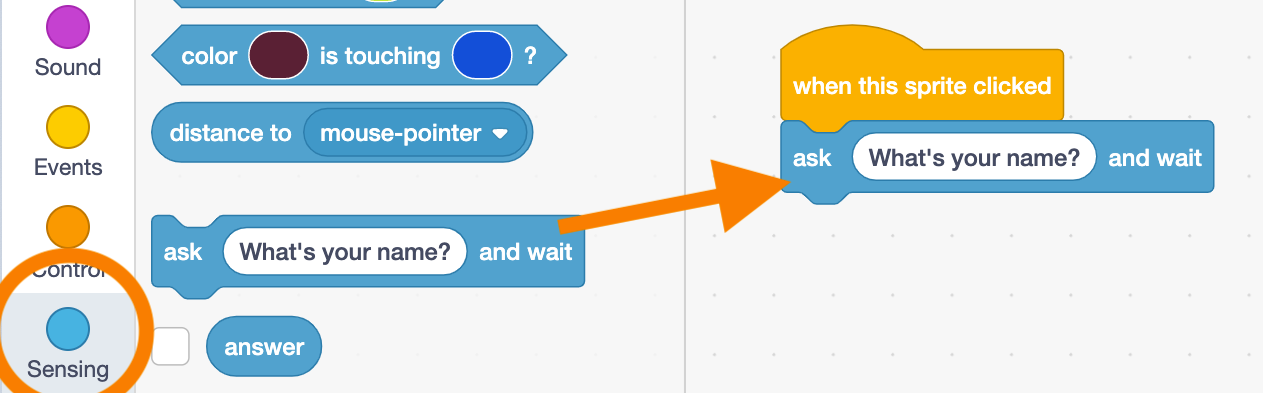 Sound
Events
Control
Sensing
color is touching ?
distance to mouse-pointer
ask What's your name? and wait
answer
when this sprite clicked
ask What's your name? and wait